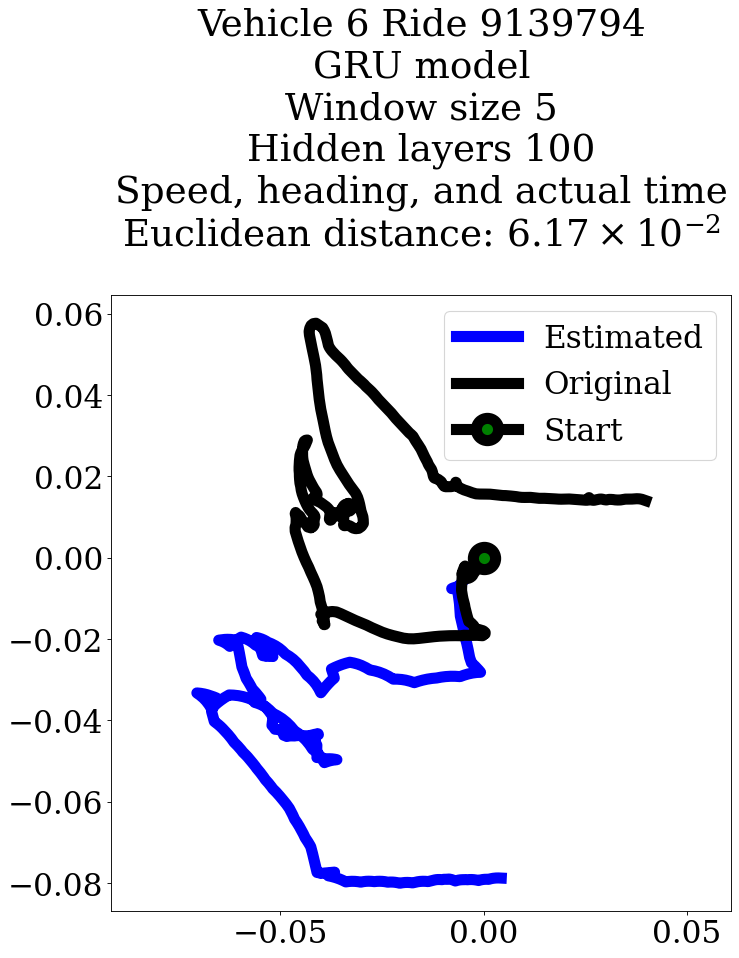 Vehicle 6 Ride 9139794
GRU model
Window size 5
Hidden layers 100
Speed, heading, and actual time
Euclidean distance: 6.17 × 10⁻²
Estimated
Original
Start
0.06
0.04
0.02
0.00
−0.02
−0.04
−0.06
−0.08
−0.05 0.00 0.05